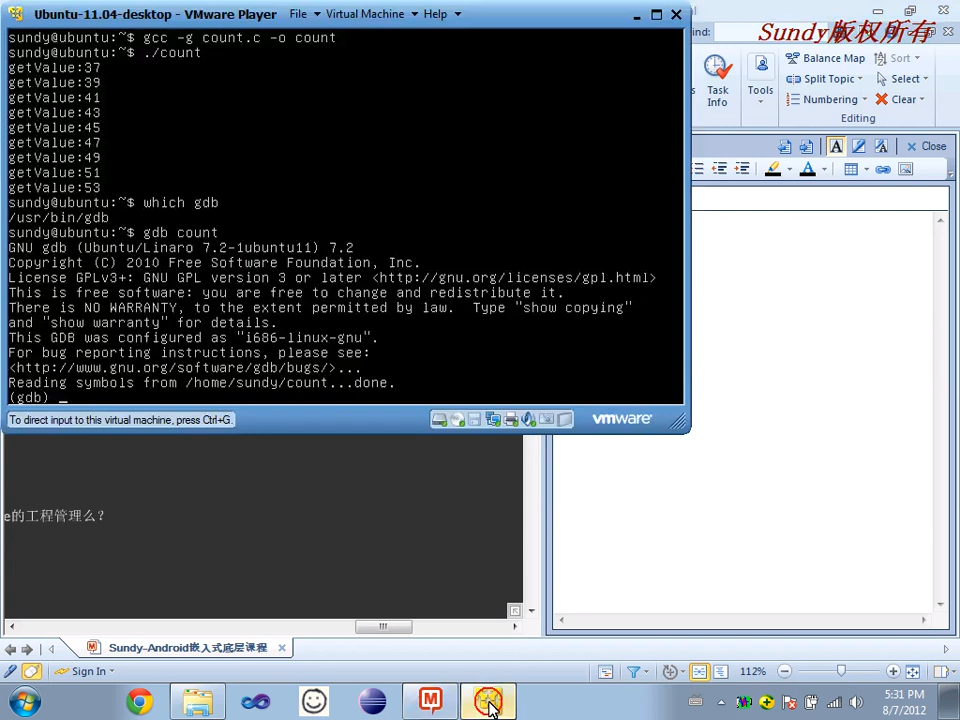 Ubuntu-11.04-desktop - VMware Player File Virtual Machine Help
Sundy版权所有
sundy@ubuntu:~$ gcc -g count.c -o count
sundy@ubuntu:~$ ./count
getValue:37
getValue:39
getValue:41
getValue:43
getValue:45
getValue:47
getValue:49
getValue:51
getValue:53
sundy@ubuntu:~$ which gdb
/usr/bin/gdb
sundy@ubuntu:~$ gdb count
GNU gdb (Ubuntu/Linaro 7.2-1ubuntu11) 7.2
Copyright (C) 2010 Free Software Foundation, Inc.
License GPLv3+: GNU GPL version 3 or later <http://gnu.org/licenses/gpl.html>
This is free software: you are free to change and redistribute it.
There is NO WARRANTY, to the extent permitted by law.  Type "show copying"
and "show warranty" for details.
This GDB was configured as "i686-linux-gnu".
For bug reporting instructions, please see:
<http://www.gnu.org/software/gdb/bugs/>...
Reading symbols from /home/sundy/count...done.
(gdb) _
To direct input to this virtual machine, press Ctrl+G.
vmware
nd:
Balance Map Sort
Split Topic Select
Numbering Clear
Task Info
Tools
Editing
Close
e的工程管理么?
Sundy-Android嵌入式底层课程
Sign In
112%
5:31 PM
8/7/2012